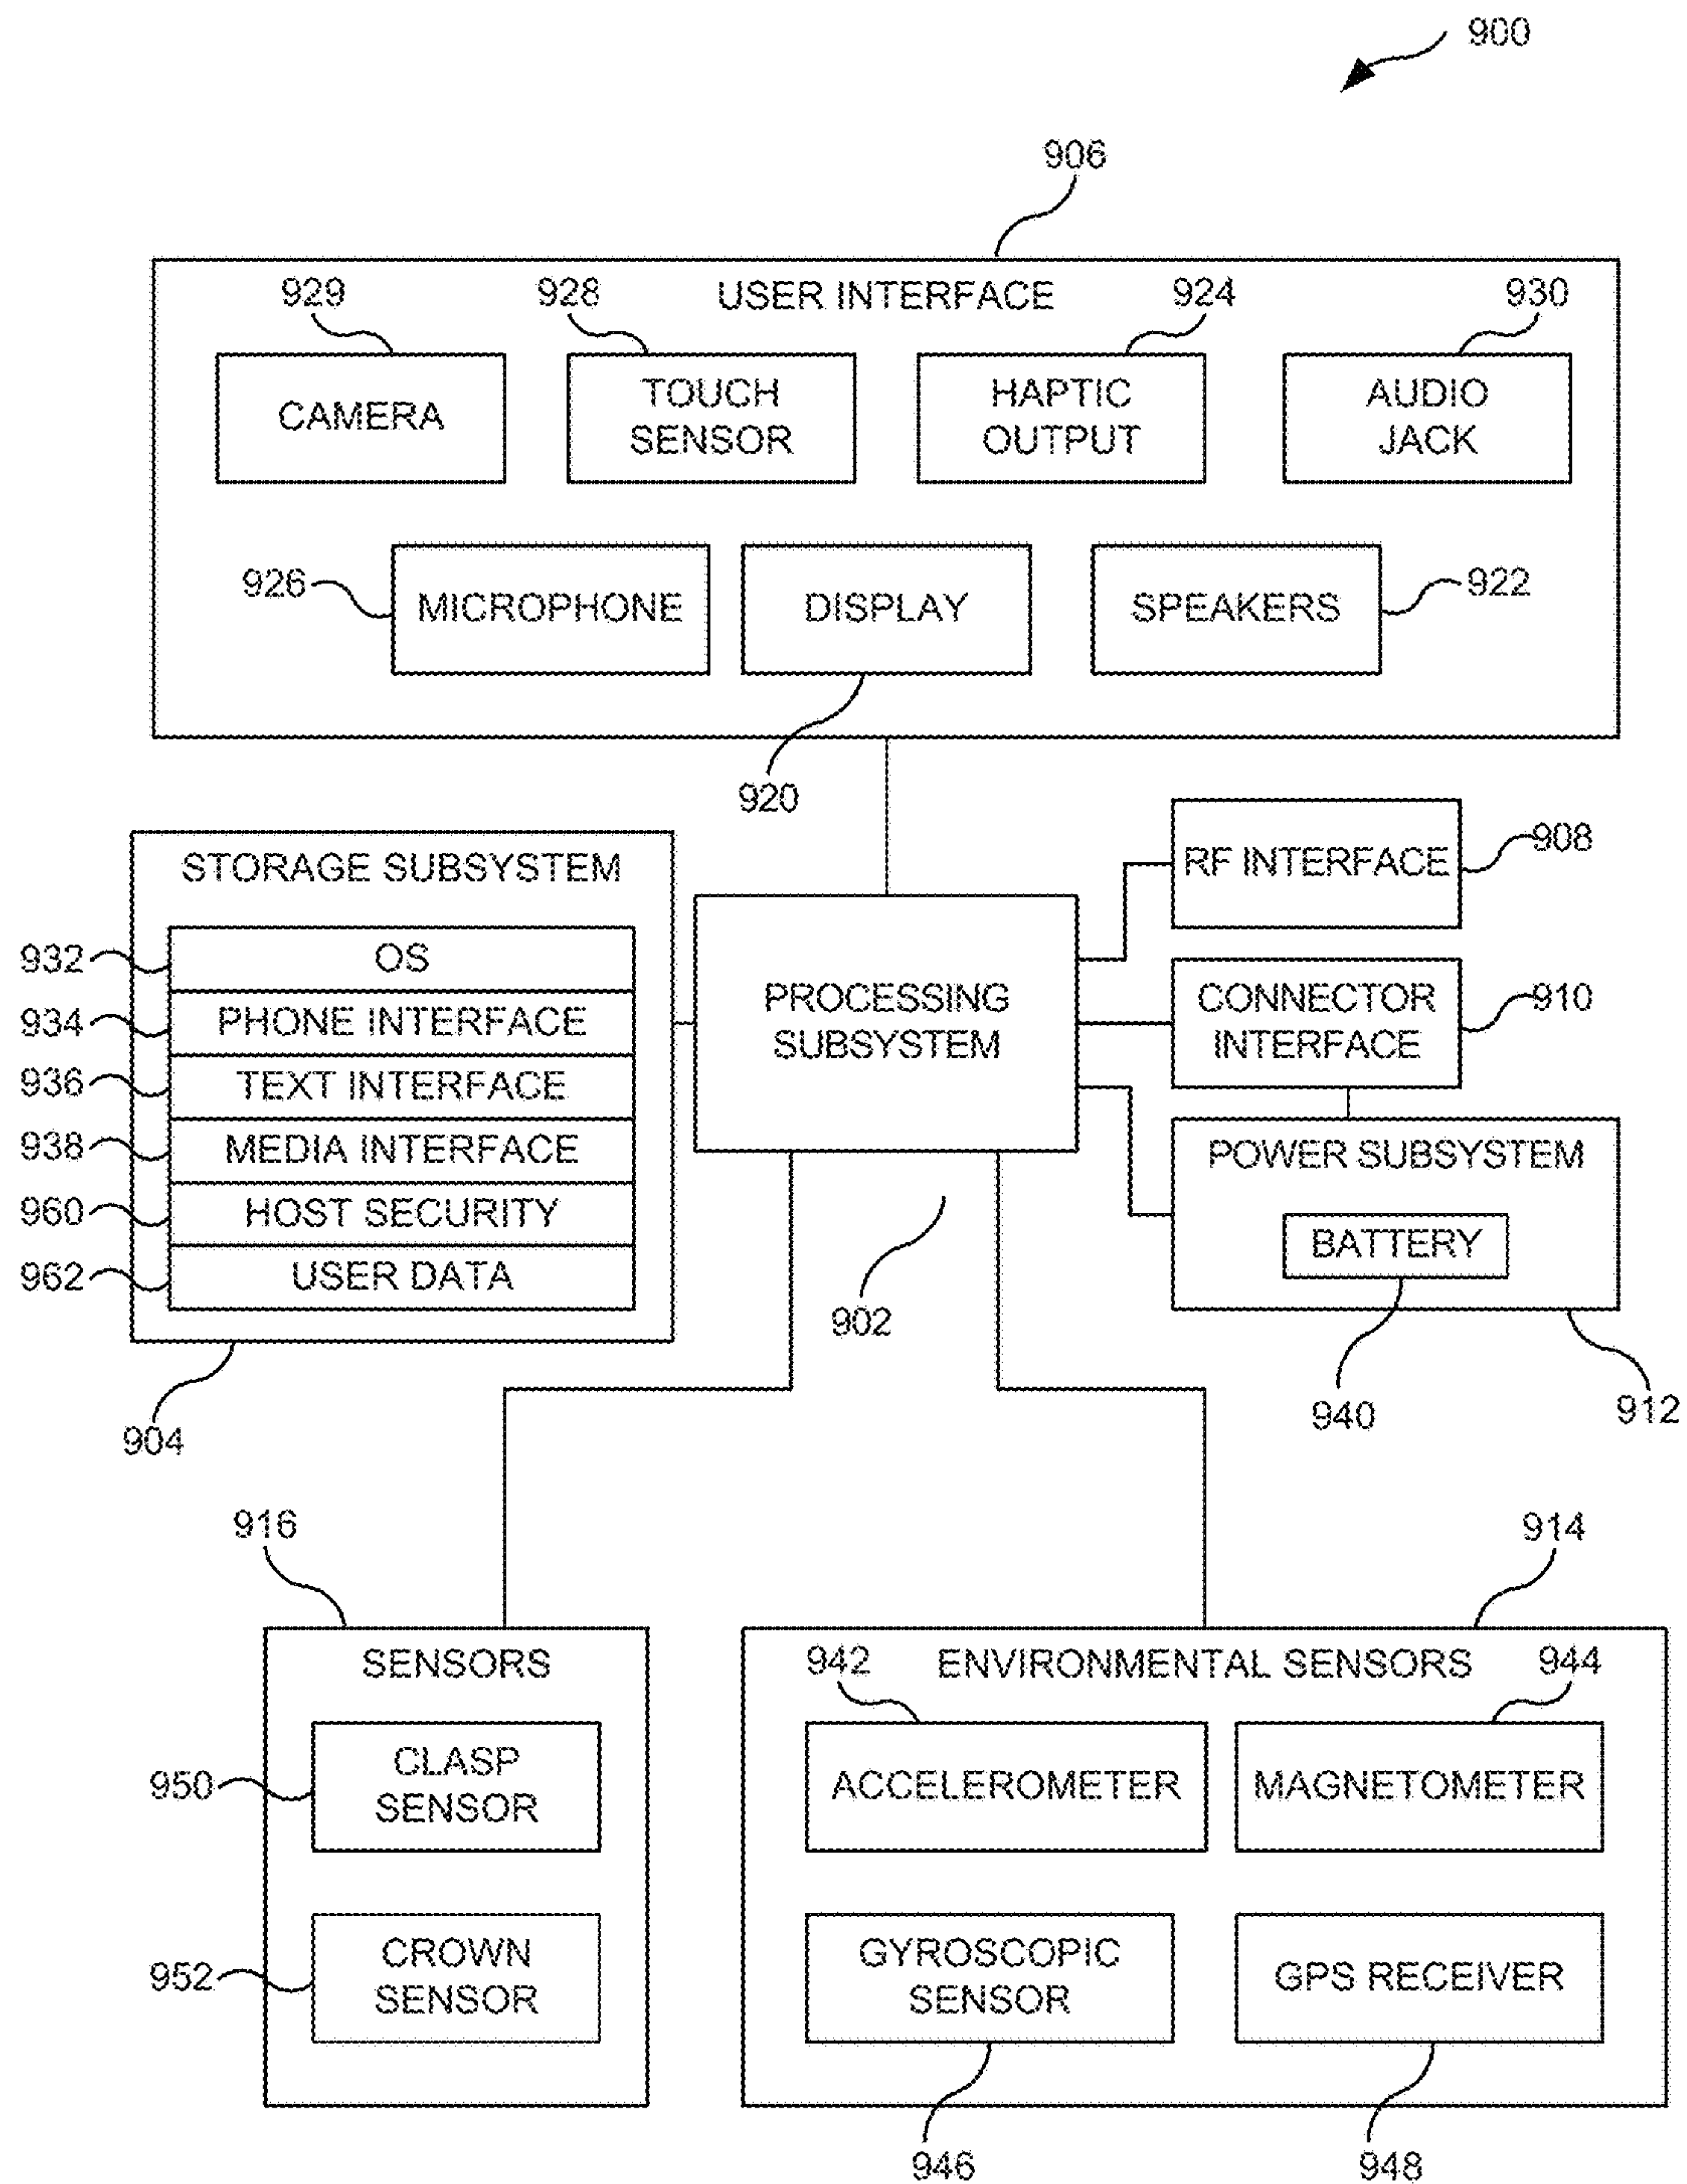 900
906
929
928
USER INTERFACE
924
930
CAMERA
TOUCH
SENSOR
HAPTIC
OUTPUT
AUDIO
JACK
926
MICROPHONE
DISPLAY
SPEAKERS
922
920
STORAGE SUBSYSTEM
932
OS
934
PHONE INTERFACE
936
TEXT INTERFACE
938
MEDIA INTERFACE
960
HOST SECURITY
962
USER DATA
904
PROCESSING
SUBSYSTEM
902
RF INTERFACE
908
CONNECTOR
INTERFACE
910
POWER SUBSYSTEM
BATTERY
940
912
916
SENSORS
950
CLASP
SENSOR
952
CROWN
SENSOR
914
942
ENVIRONMENTAL SENSORS
944
ACCELEROMETER
MAGNETOMETER
GYROSCOPIC
SENSOR
GPS RECEIVER
946
948